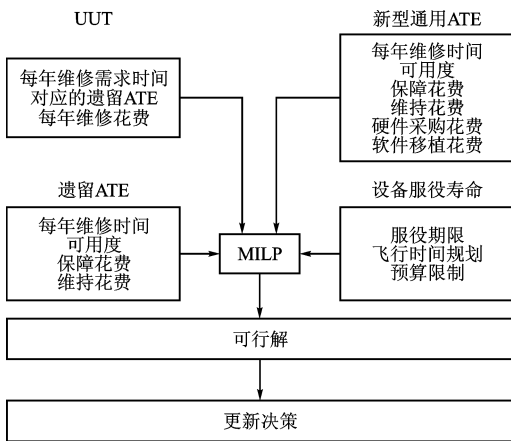 UUT
每年维修需求时间
对应的遗留ATE
每年维修花费
新型通用ATE
每年维修时间
可用度
保障花费
维持花费
硬件采购花费
软件移植花费
遗留ATE
每年维修时间
可用度
保障花费
维持花费
MILP
设备服役寿命
服役期限
飞行时间规划
预算限制
可行解
更新决策